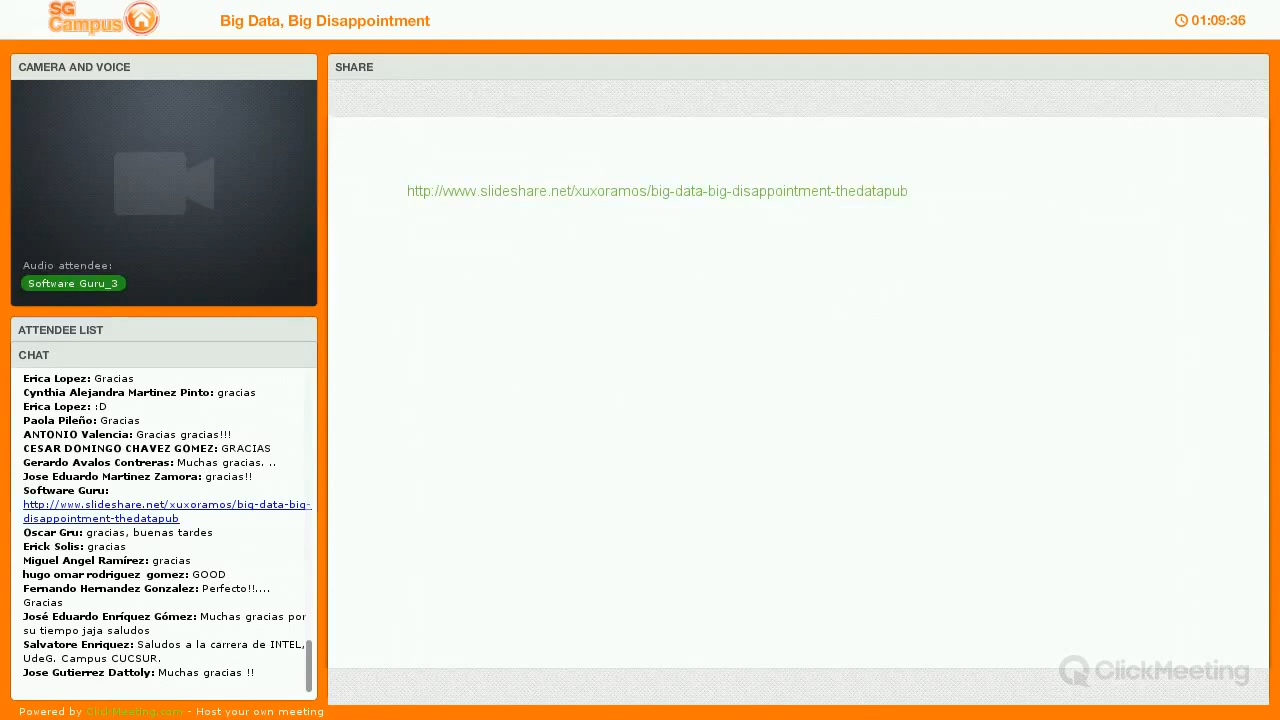 SG
Campus
Big Data, Big Disappointment
01:09:36
CAMERA AND VOICE
Audio attendee:
Software Guru_3
ATTENDEE LIST
CHAT
Erica Lopez: Gracias
Cynthia Alejandra Martinez Pinto: gracias
Erica Lopez: :D
Paola Pileño: Gracias
ANTONIO Valencia: Gracias gracias!!!
CESAR DOMINGO CHAVEZ GOMEZ: GRACIAS
Gerardo Avalos Contreras: Muchas gracias. ..
Jose Eduardo Martinez Zamora: gracias!!
Software Guru:
http://www.slideshare.net/xuxoramos/big-data-big-
disappointment-thedatapub
Oscar Gru: gracias, buenas tardes
Erick Solis: gracias
Miguel Angel Ramírez: gracias
hugo omar rodriguez gomez: GOOD
Fernando Hernandez Gonzalez: Perfecto!!....
Gracias
José Eduardo Enríquez Gómez: Muchas gracias por
su tiempo jaja saludos
Salvatore Enriquez: Saludos a la carrera de INTEL,
UdeG. Campus CUCSUR.
Jose Gutierrez Dattoly: Muchas gracias !!
SHARE
http://www.slideshare.net/xuxoramos/big-data-big-disappointment-thedatapub
ClickMeeting
Powered by ClickMeeting.com - Host your own meeting